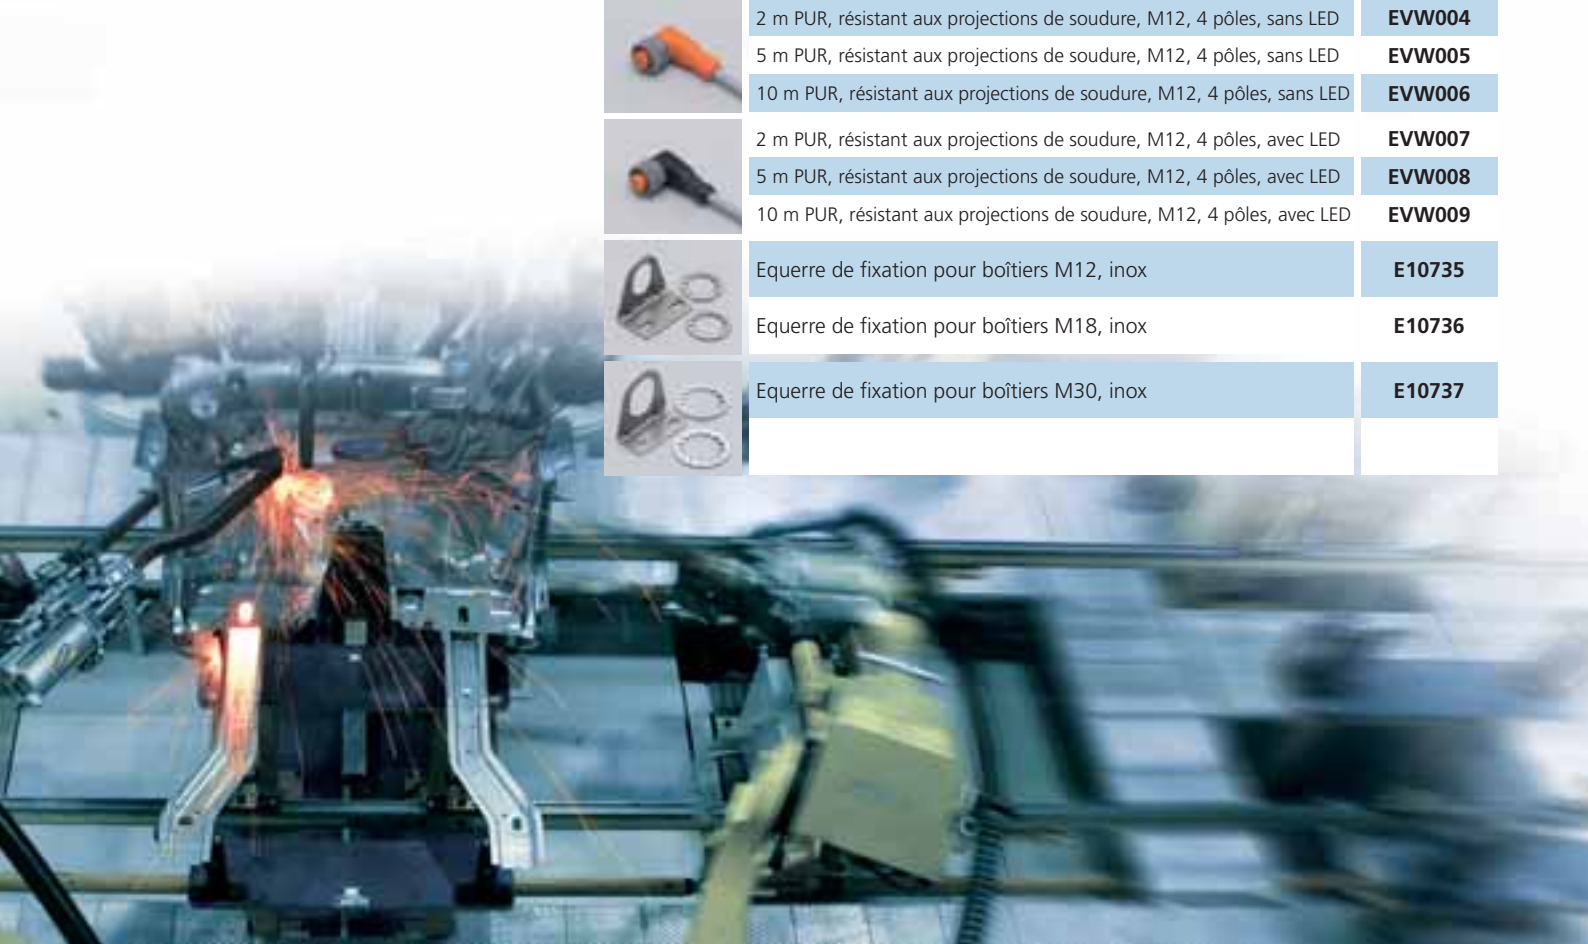 2 m PUR, résistant aux projections de soudure, M12, 4 pôles, sans LED EVW004
5 m PUR, résistant aux projections de soudure, M12, 4 pôles, sans LED EVW005
10 m PUR, résistant aux projections de soudure, M12, 4 pôles, sans LED EVW006
2 m PUR, résistant aux projections de soudure, M12, 4 pôles, avec LED EVW007
5 m PUR, résistant aux projections de soudure, M12, 4 pôles, avec LED EVW008
10 m PUR, résistant aux projections de soudure, M12, 4 pôles, avec LED EVW009
Equerre de fixation pour boîtiers M12, inox E10735
Equerre de fixation pour boîtiers M18, inox E10736
Equerre de fixation pour boîtiers M30, inox E10737